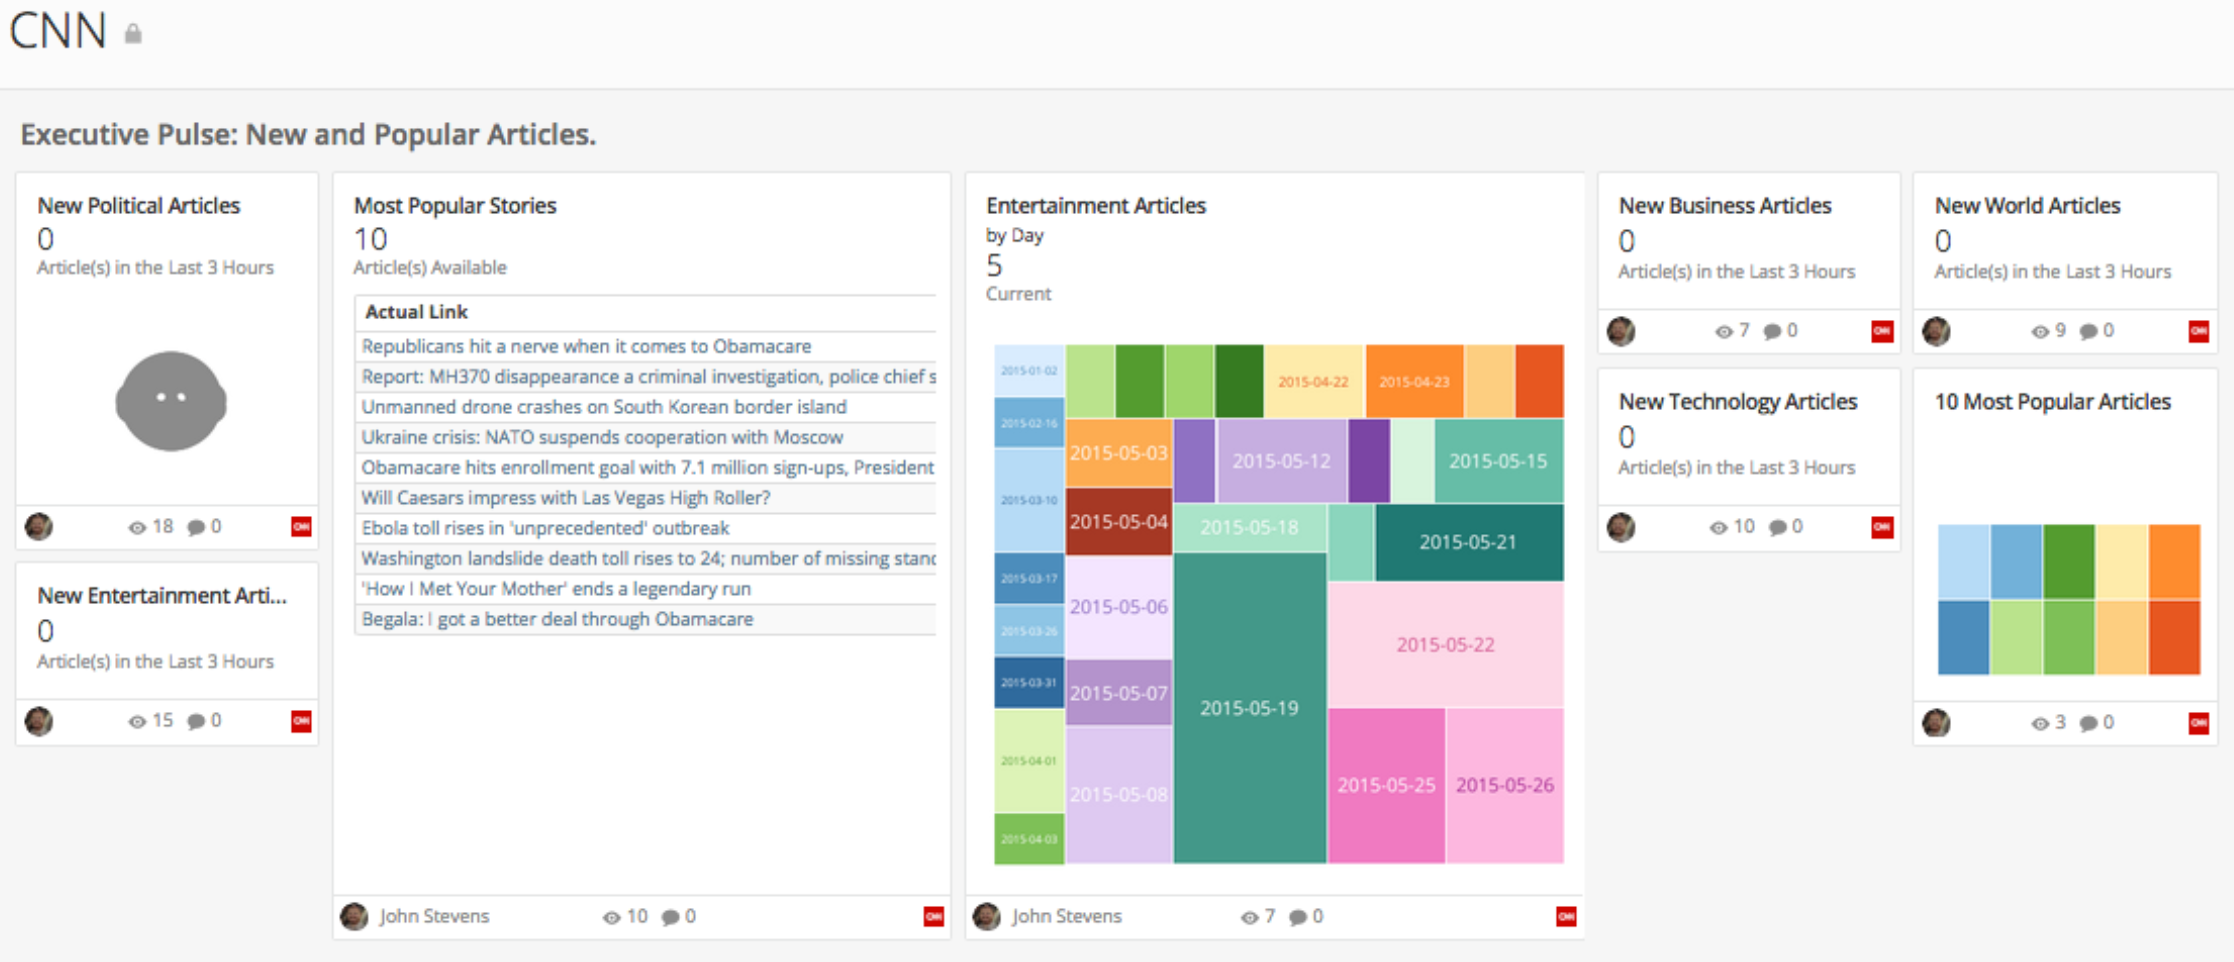 CNN
Executive Pulse: New and Popular Articles.
New Political Articles
0
Article(s) in the Last 3 Hours
18 0
CNN
New Entertainment Arti...
0
Article(s) in the Last 3 Hours
15 0
CNN
Most Popular Stories
10
Article(s) Available
Actual Link
Republicans hit a nerve when it comes to Obamacare
Report: MH370 disappearance a criminal investigation, police chief s
Unmanned drone crashes on South Korean border island
Ukraine crisis: NATO suspends cooperation with Moscow
Obamacare hits enrollment goal with 7.1 million sign-ups, President
Will Caesars impress with Las Vegas High Roller?
Ebola toll rises in 'unprecedented' outbreak
Washington landslide death toll rises to 24; number of missing stand
'How I Met Your Mother' ends a legendary run
Begala: I got a better deal through Obamacare
John Stevens 10 0
CNN
Entertainment Articles
by Day
5
Current
2015-01-02
2015-02-16
2015-03-10
2015-03-17
2015-03-26
2015-03-31
2015-04-01
2015-04-03
2015-04-22
2015-04-23
2015-05-03
2015-05-04
2015-05-06
2015-05-07
2015-05-08
2015-05-12
2015-05-15
2015-05-18
2015-05-19
2015-05-21
2015-05-22
2015-05-25
2015-05-26
John Stevens 7 0
CNN
New Business Articles
0
Article(s) in the Last 3 Hours
7 0
CNN
New Technology Articles
0
Article(s) in the Last 3 Hours
10 0
CNN
New World Articles
0
Article(s) in the Last 3 Hours
9 0
CNN
10 Most Popular Articles
3 0
CNN